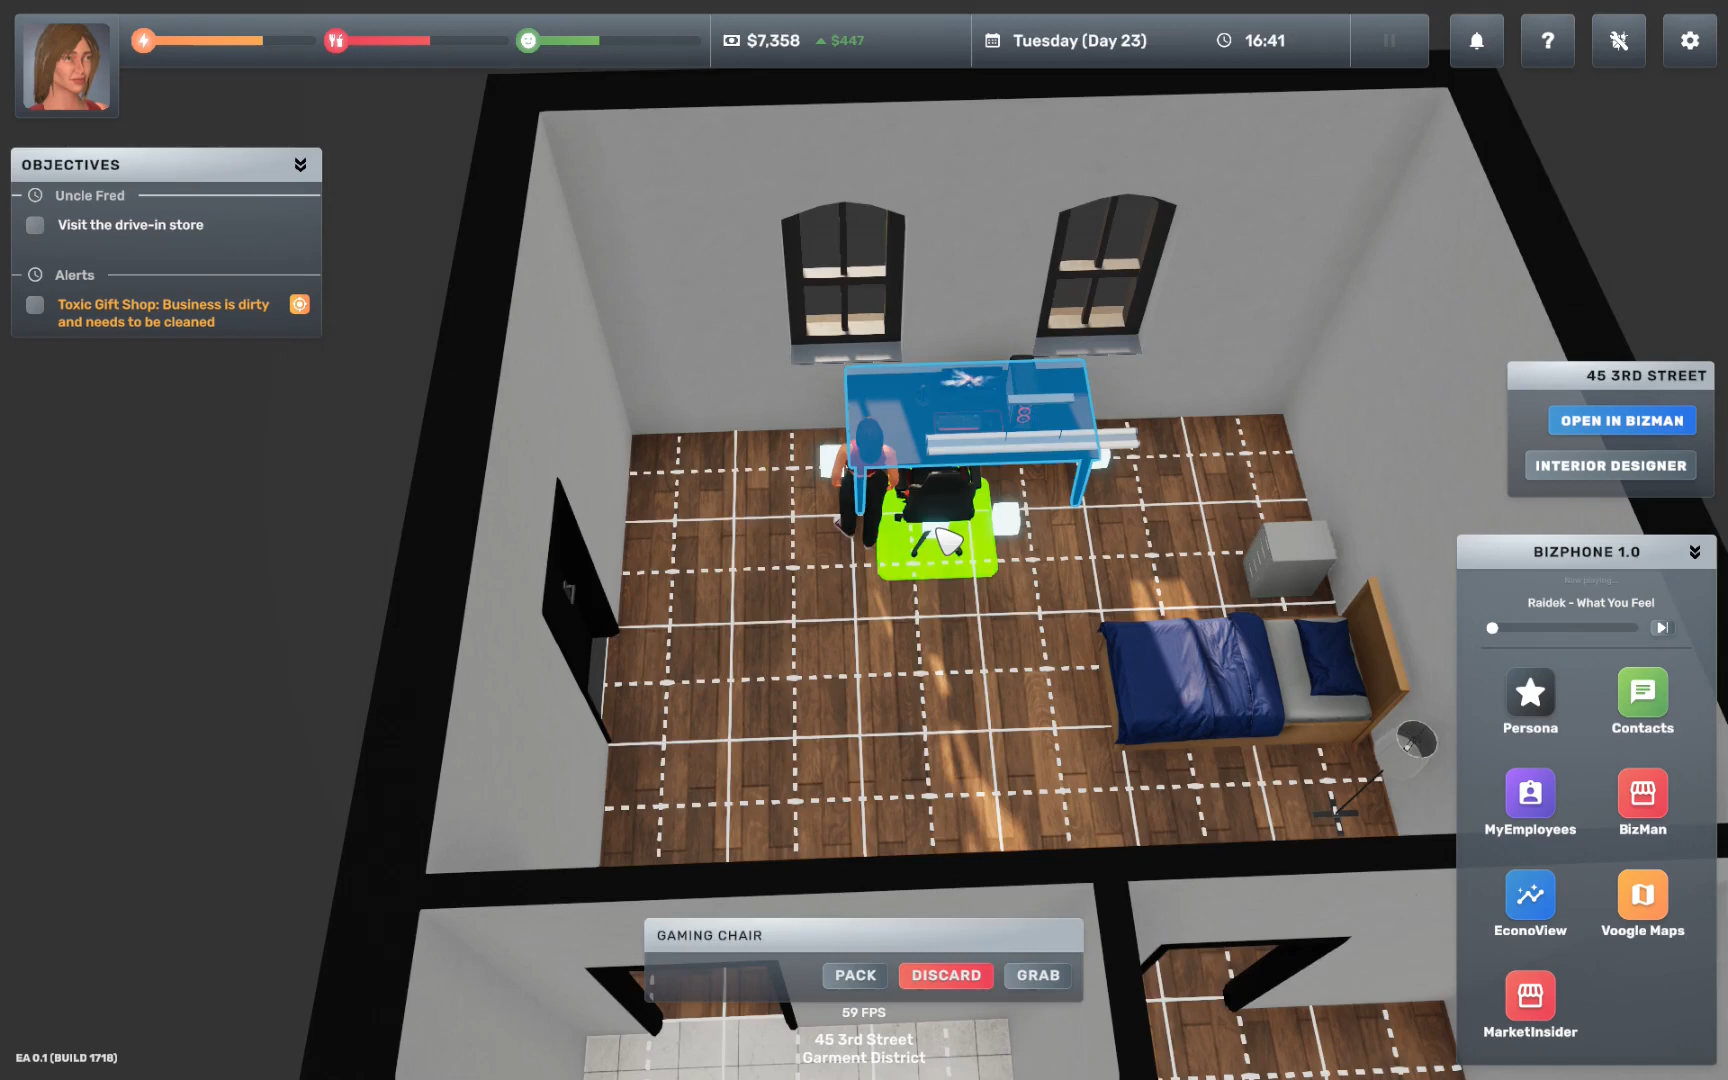 $7,358
$447
Tuesday (Day 23)
16:41
?
OBJECTIVES
Uncle Fred
Visit the drive-in store
Alerts
Toxic Gift Shop: Business is dirty
and needs to be cleaned
45 3RD STREET
OPEN IN BIZMAN
INTERIOR DESIGNER
BIZPHONE 1.0
Now playing...
Raidek - What You Feel
Persona
Contacts
MyEmployees
BizMan
EconoView
Voogle Maps
MarketInsider
GAMING CHAIR
PACK
DISCARD
GRAB
59 FPS
45 3rd Street
Garment District
EA 0.1 (BUILD 1718)